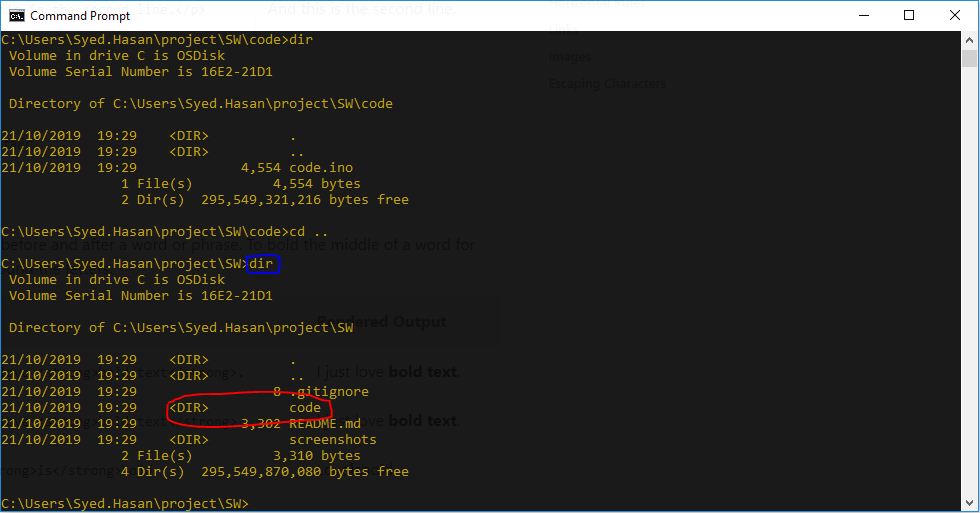 the second line.</p> And this is the second line.
Command Prompt
Links
Images
Escaping Characters
C:\Users\Syed.Hasan\project\SW\code>dir
 Volume in drive C is OSDisk
 Volume Serial Number is 16E2-21D1
 Directory of C:\Users\Syed.Hasan\project\SW\code
21/10/2019  19:29    <DIR>          .
21/10/2019  19:29    <DIR>          ..
21/10/2019  19:29             4,554 code.ino
               1 File(s)          4,554 bytes
               2 Dir(s)  295,549,321,216 bytes free
C:\Users\Syed.Hasan\project\SW\code>cd ..
before and after a word or phrase. To bold the middle of a word for
C:\Users\Syed.Hasan\project\SW>dir
 Volume in drive C is OSDisk
 Volume Serial Number is 16E2-21D1
Rendered Output
 Directory of C:\Users\Syed.Hasan\project\SW
21/10/2019  19:29    <DIR>          .
21/10/2019  19:29    <DIR>          ..
I just love bold text.
21/10/2019  19:29                 8 .gitignore
21/10/2019  19:29    <DIR>          code
21/10/2019  19:29             3,302 README.md
love bold text.
21/10/2019  19:29    <DIR>          screenshots
               2 File(s)          3,310 bytes
               4 Dir(s)  295,549,870,080 bytes free
C:\Users\Syed.Hasan\project\SW>